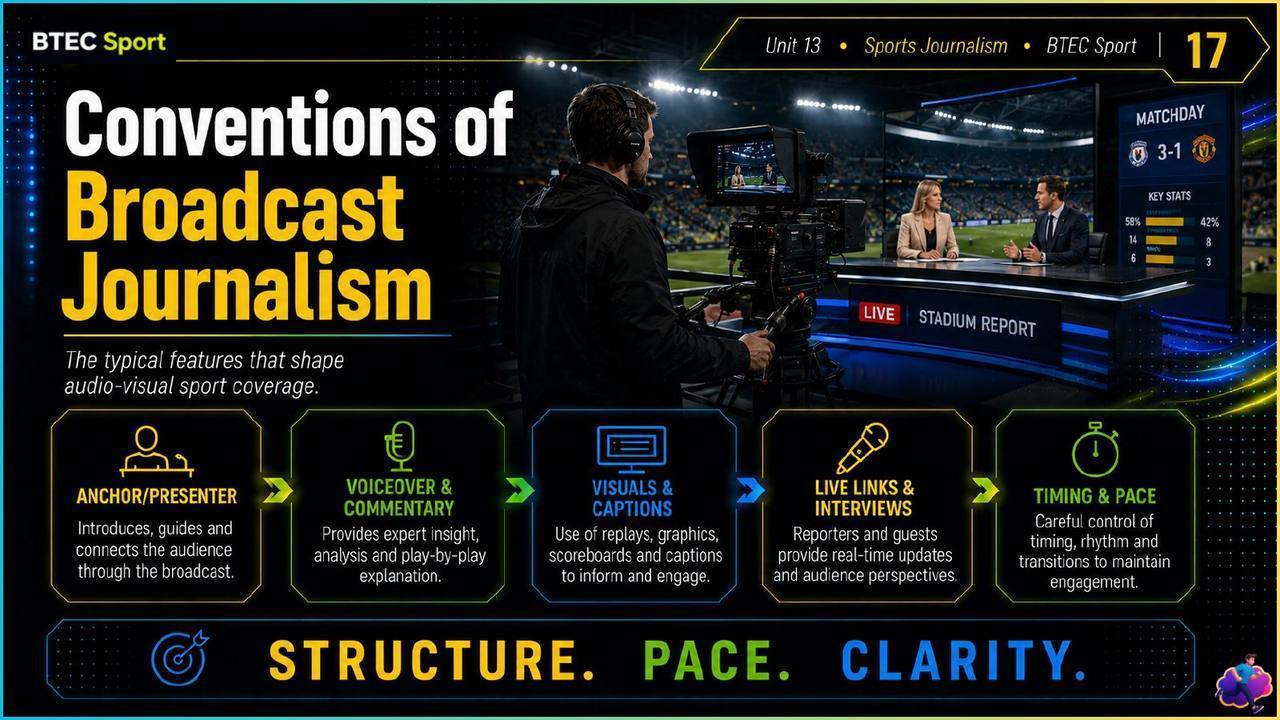 BTEC Sport
Unit 13 • Sports Journalism • BTEC Sport | 17
Conventions of
Broadcast
Journalism
The typical features that shape
audio-visual sport coverage.
MATCHDAY
3-1
KEY STATS
58% 42%
14 8
6 3
LIVE STADIUM REPORT
ANCHOR/PRESENTER
Introduces, guides and
connects the audience
through the broadcast.
VOICEOVER &
COMMENTARY
Provides expert insight,
analysis and play-by-play
explanation.
VISUALS &
CAPTIONS
Use of replays, graphics,
scoreboards and captions
to inform and engage.
LIVE LINKS &
INTERVIEWS
Reporters and guests
provide real-time updates
and audience perspectives.
TIMING & PACE
Careful control of
timing, rhythm and
transitions to maintain
engagement.
STRUCTURE. PACE. CLARITY.